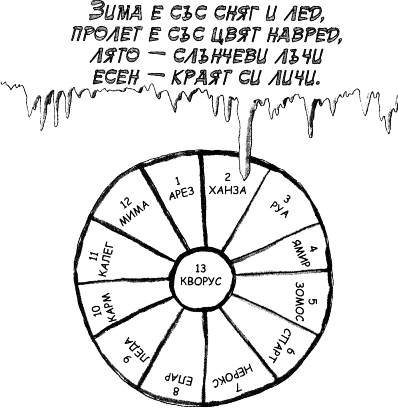 ЗИМА Е СЪС СНЯГ И ЛЕД,
ПРОЛЕТ Е СЪС ЦВЯТ НАВРЕД,
ЛЯТО – СЛЪНЧЕВИ ЛЪЧИ
ЕСЕН – КРАЯТ СИ ЛИЧИ.
1
АРЕЗ
2
ХАНЗА
3
РУА
4
ЯМИР
5
ЗОМОС
6
СПАРТ
7
НЕРОКС
8
ЕЛАР
9
ЛЕДА
10
КАРМ
11
КАЛЕГ
12
МИМА
13
КВОРУС